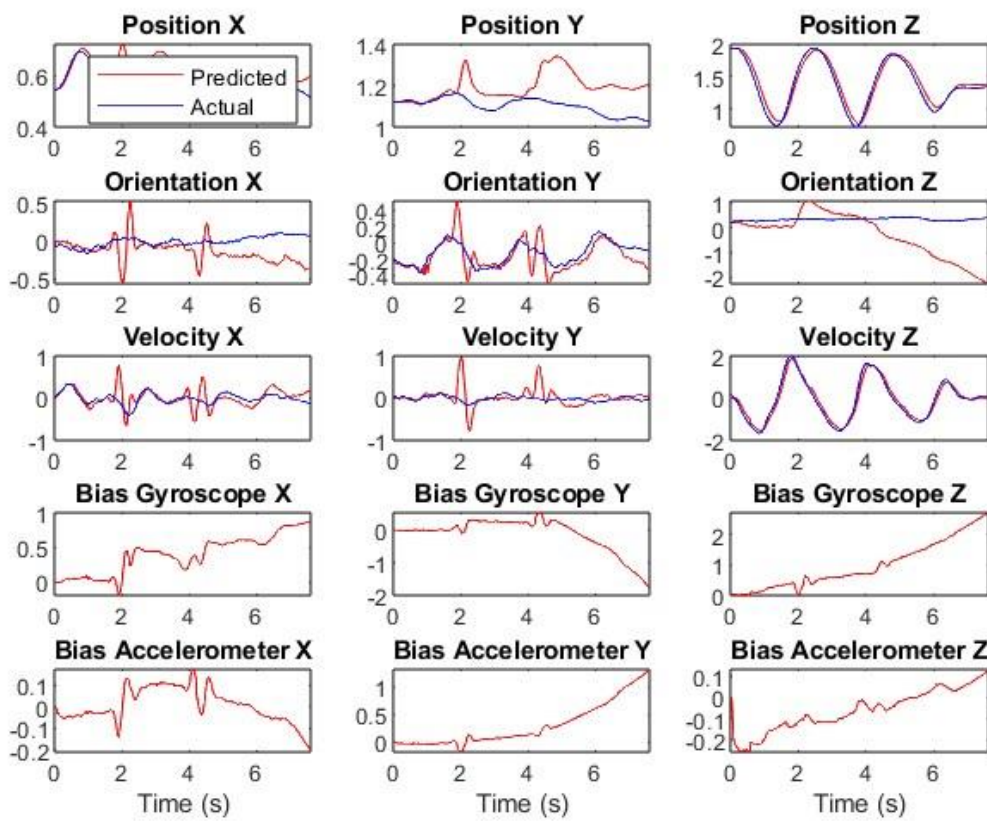 Position X Position Y Position Z
0.6
0.4
Predicted
Actual
0 2 4 6
1.4
1.2
1
0 2 4 6
2
1.5
1
0 2 4 6
Orientation X Orientation Y Orientation Z
0.5
0
-0.5
0 2 4 6
0.4
0.2
0
-0.2
-0.4
0 2 4 6
1
0
-1
-2
0 2 4 6
Velocity X Velocity Y Velocity Z
1
0
-1
0 2 4 6
1
0
-1
0 2 4 6
2
0
-2
0 2 4 6
Bias Gyroscope X Bias Gyroscope Y Bias Gyroscope Z
1
0.5
0
0 2 4 6
0
-1
-2
0 2 4 6
2
1
0
0 2 4 6
Bias Accelerometer X Bias Accelerometer Y Bias Accelerometer Z
0.1
0
-0.1
-0.2
0 2 4 6
1
0.5
0
0 2 4 6
0.1
0
-0.1
-0.2
0 2 4 6
Time (s) Time (s) Time (s)